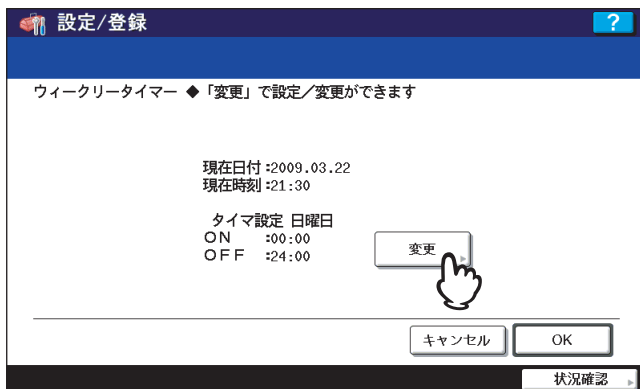 設定/登録
?
ウィークリータイマー ◆「変更」で設定/変更ができます
現在日付:2009.03.22
現在時刻:21:30
タイマ設定 日曜日
ON :00:00
OFF :24:00
変更
キャンセル
OK
状況確認